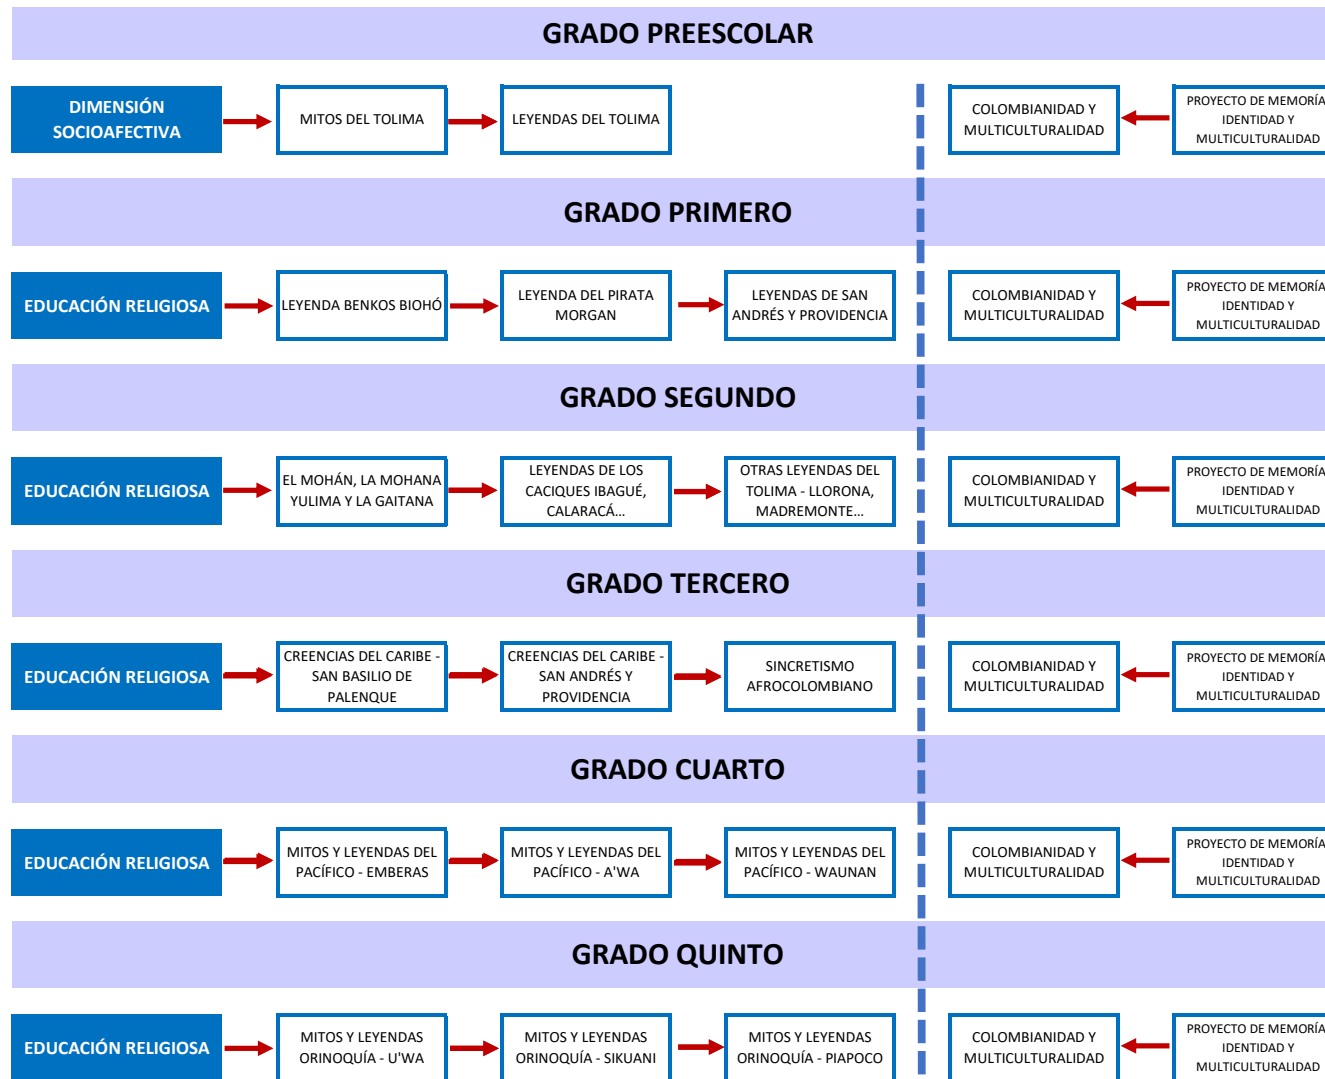 GRADO PREESCOLAR
DIMENSIÓN
SOCIOAFECTIVA
MITOS DEL TOLIMA
LEYENDAS DEL TOLIMA
COLOMBIANIDAD Y
MULTICULTURALIDAD
PROYECTO DE MEMORÍA
IDENTIDAD Y
MULTICULTURALIDAD
GRADO PRIMERO
EDUCACIÓN RELIGIOSA
LEYENDA BENKOS BIOHÓ
LEYENDA DEL PIRATA
MORGAN
LEYENDAS DE SAN
ANDRÉS Y PROVIDENCIA
COLOMBIANIDAD Y
MULTICULTURALIDAD
PROYECTO DE MEMORÍA
IDENTIDAD Y
MULTICULTURALIDAD
GRADO SEGUNDO
EDUCACIÓN RELIGIOSA
EL MOHÁN, LA MOHANA
YULIMA Y LA GAITANA
LEYENDAS DE LOS
CACIQUES IBAGUÉ,
CALARACÁ...
OTRAS LEYENDAS DEL
TOLIMA - LLORONA,
MADREMONTE...
COLOMBIANIDAD Y
MULTICULTURALIDAD
PROYECTO DE MEMORÍA
IDENTIDAD Y
MULTICULTURALIDAD
GRADO TERCERO
EDUCACIÓN RELIGIOSA
CREENCIAS DEL CARIBE -
SAN BASILIO DE
PALENQUE
CREENCIAS DEL CARIBE -
SAN ANDRÉS Y
PROVIDENCIA
SINCRETISMO
AFROCOLOMBIANO
COLOMBIANIDAD Y
MULTICULTURALIDAD
PROYECTO DE MEMORÍA
IDENTIDAD Y
MULTICULTURALIDAD
GRADO CUARTO
EDUCACIÓN RELIGIOSA
MITOS Y LEYENDAS DEL
PACÍFICO - EMBERAS
MITOS Y LEYENDAS DEL
PACÍFICO - A'WA
MITOS Y LEYENDAS DEL
PACÍFICO - WAUNAN
COLOMBIANIDAD Y
MULTICULTURALIDAD
PROYECTO DE MEMORÍA
IDENTIDAD Y
MULTICULTURALIDAD
GRADO QUINTO
EDUCACIÓN RELIGIOSA
MITOS Y LEYENDAS
ORINOQUÍA - U'WA
MITOS Y LEYENDAS
ORINOQUÍA - SIKUANI
MITOS Y LEYENDAS
ORINOQUÍA - PIAPOCO
COLOMBIANIDAD Y
MULTICULTURALIDAD
PROYECTO DE MEMORÍA
IDENTIDAD Y
MULTICULTURALIDAD